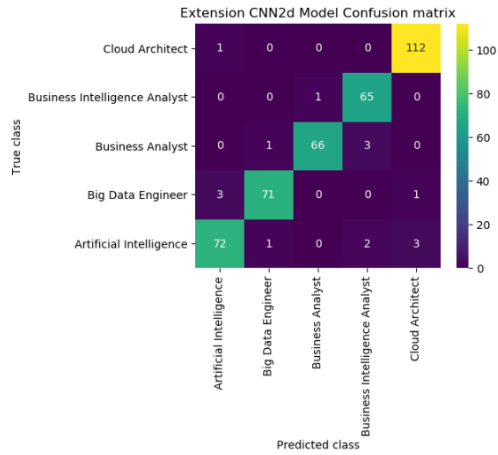 Extension CNN2d Model Confusion matrix
True class
Cloud Architect 1 0 0 0 112
Business Intelligence Analyst 0 0 1 65 0
Business Analyst 0 1 66 3 0
Big Data Engineer 3 71 0 0 1
Artificial Intelligence 72 1 0 2 3
Artificial Intelligence
Big Data Engineer
Business Analyst
Business Intelligence Analyst
Cloud Architect
Predicted class
100
80
60
40
20
0